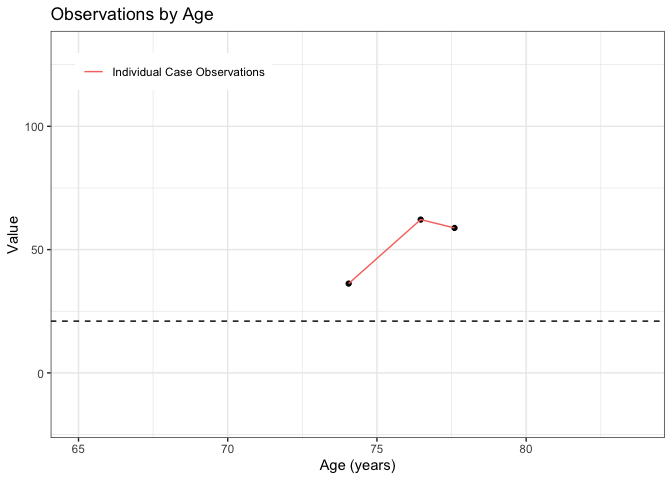 Observations by Age
Individual Case Observations
100
50
0
Value
65 70 75 80
Age (years)